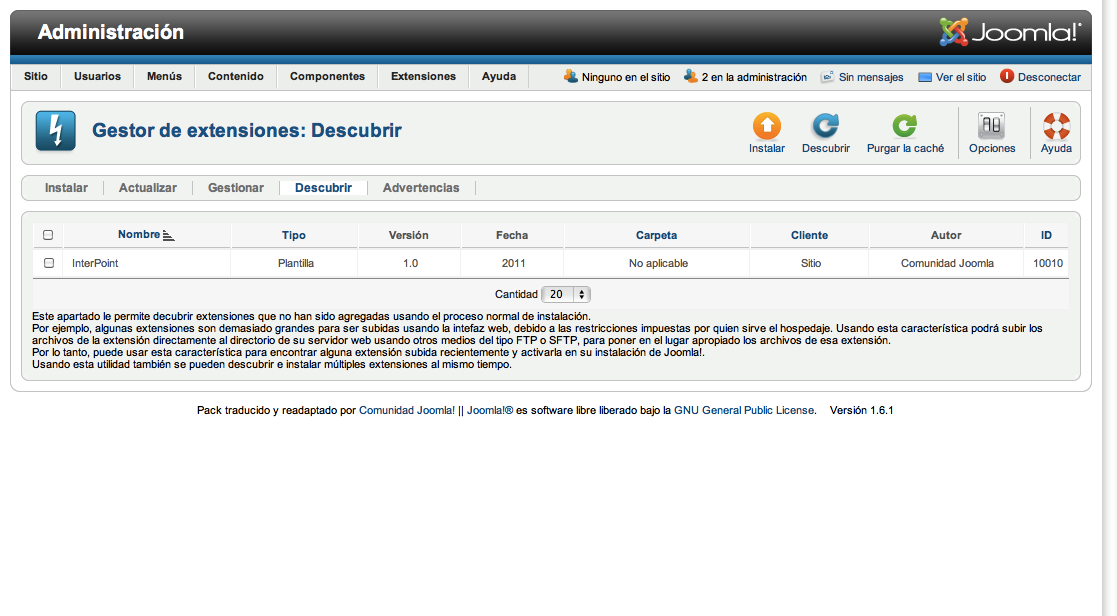 Administración
Joomla!®
Sitio Usuarios Menús Contenido Componentes Extensiones Ayuda Ninguno en el sitio 2 en la administración Sin mensajes Ver el sitio Desconectar
Gestor de extensiones: Descubrir
Instalar Descubrir Purgar la caché Opciones Ayuda
Instalar Actualizar Gestionar Descubrir Advertencias
Nombre Tipo Versión Fecha Carpeta Cliente Autor ID
InterPoint Plantilla 1.0 2011 No aplicable Sitio Comunidad Joomla 10010
Cantidad 20
Este apartado le permite decubrir extensiones que no han sido agregadas usando el proceso normal de instalación.
Por ejemplo, algunas extensiones son demasiado grandes para ser subidas usando la intefaz web, debido a las restricciones impuestas por quien sirve el hospedaje. Usando esta característica podrá subir los
archivos de la extensión directamente al directorio de su servidor web usando otros medios del tipo FTP o SFTP, para poner en el lugar apropiado los archivos de esa extensión.
Por lo tanto, puede usar esta característica para encontrar alguna extensión subida recientemente y activarla en su instalación de Joomla!.
Usando esta utilidad también se pueden descubrir e instalar múltiples extensiones al mismo tiempo.
Pack traducido y readaptado por Comunidad Joomla! || Joomla!® es software libre liberado bajo la GNU General Public License. Versión 1.6.1